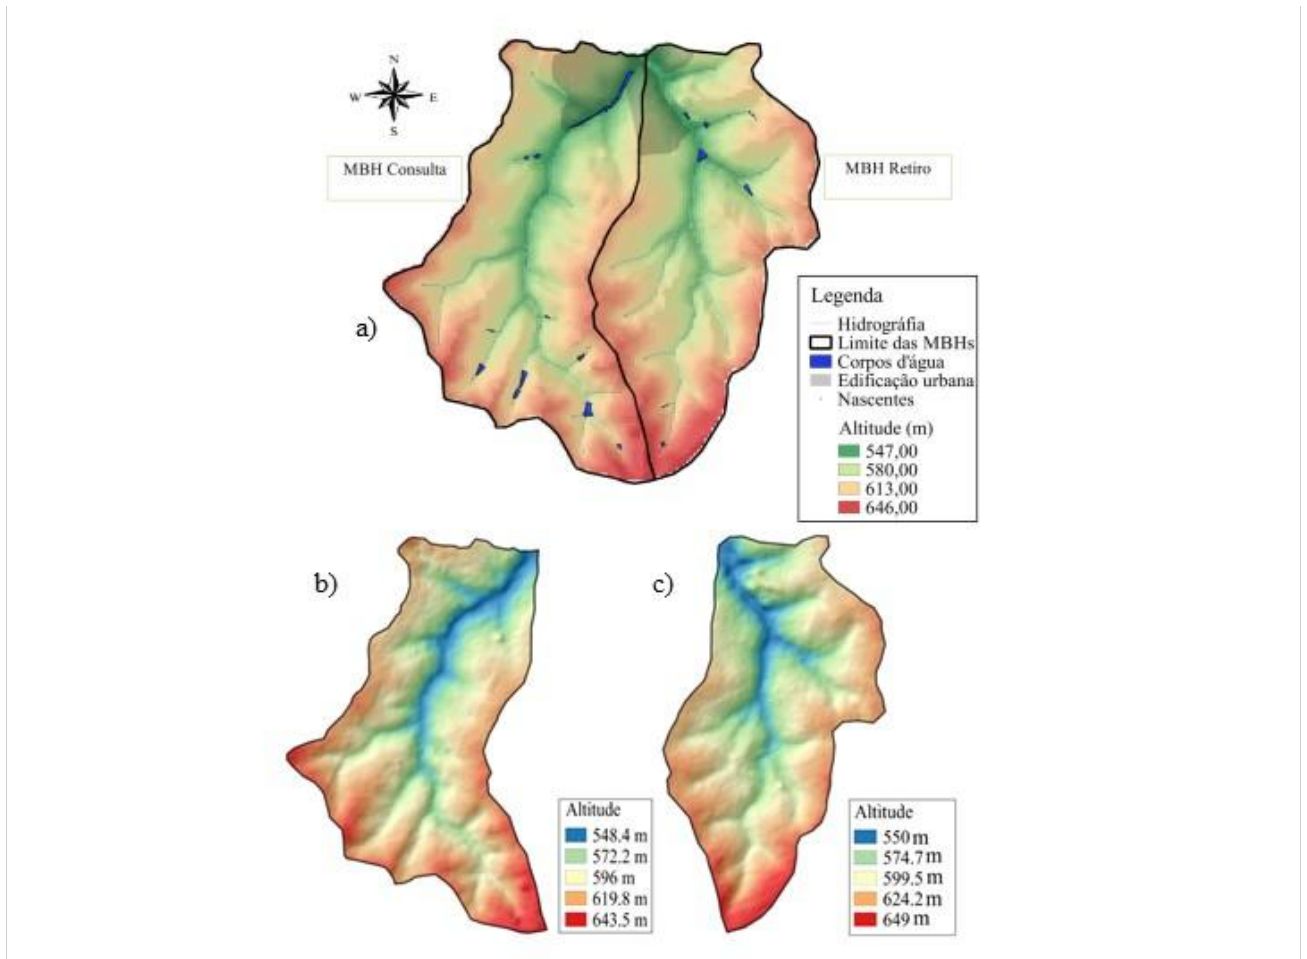 N
W E
S
MBH Consulta
MBH Retiro
a)
Legenda
Hidrográfia
Limite das MBHs
Corpos d'água
Edificação urbana
Nascentes
Altitude (m)
547,00
580,00
613,00
646,00
b)
Altitude
548.4 m
572.2 m
596 m
619.8 m
643.5 m
c)
Altitude
550 m
574.7 m
599.5 m
624.2 m
649 m